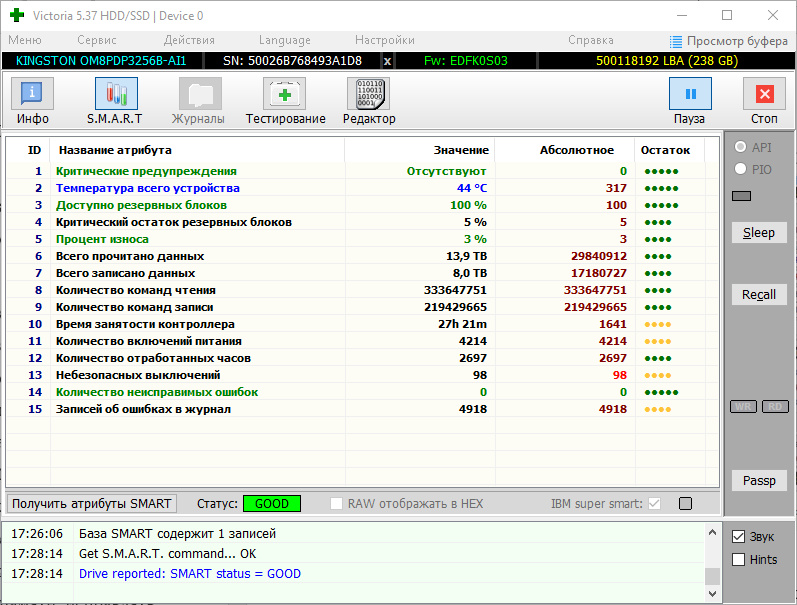 Victoria 5.37 HDD/SSD | Device 0
Меню Сервис Действия Language Настройки Справка Просмотр буфера
KINGSTON OM8PDP3256B-AI1 SN: 50026B768493A1D8 x Fw: EDFK0S03 500118192 LBA (238 GB)
Инфо S.M.A.R.T Журналы Тестирование Редактор Пауза Стоп
ID Название атрибута Значение Абсолютное Остаток
1 Критические предупреждения Отсутствуют 0
2 Температура всего устройства 44 °C 317
3 Доступно резервных блоков 100 % 100
4 Критический остаток резервных блоков 5 % 5
5 Процент износа 3 % 3
6 Всего прочитано данных 13,9 TB 29840912
7 Всего записано данных 8,0 TB 17180727
8 Количество команд чтения 333647751 333647751
9 Количество команд записи 219429665 219429665
10 Время занятости контроллера 27h 21m 1641
11 Количество включений питания 4214 4214
12 Количество отработанных часов 2697 2697
13 Небезопасных выключений 98 98
14 Количество неисправимых ошибок 0 0
15 Записей об ошибках в журнал 4918 4918
API
PIO
Sleep
Recall
WR RD
Passp
Получить атрибуты SMART Статус: GOOD RAW отображать в HEX IBM super smart:
17:26:06 База SMART содержит 1 записей
17:28:14 Get S.M.A.R.T. command... OK
17:28:14 Drive reported: SMART status = GOOD
Звук
Hints